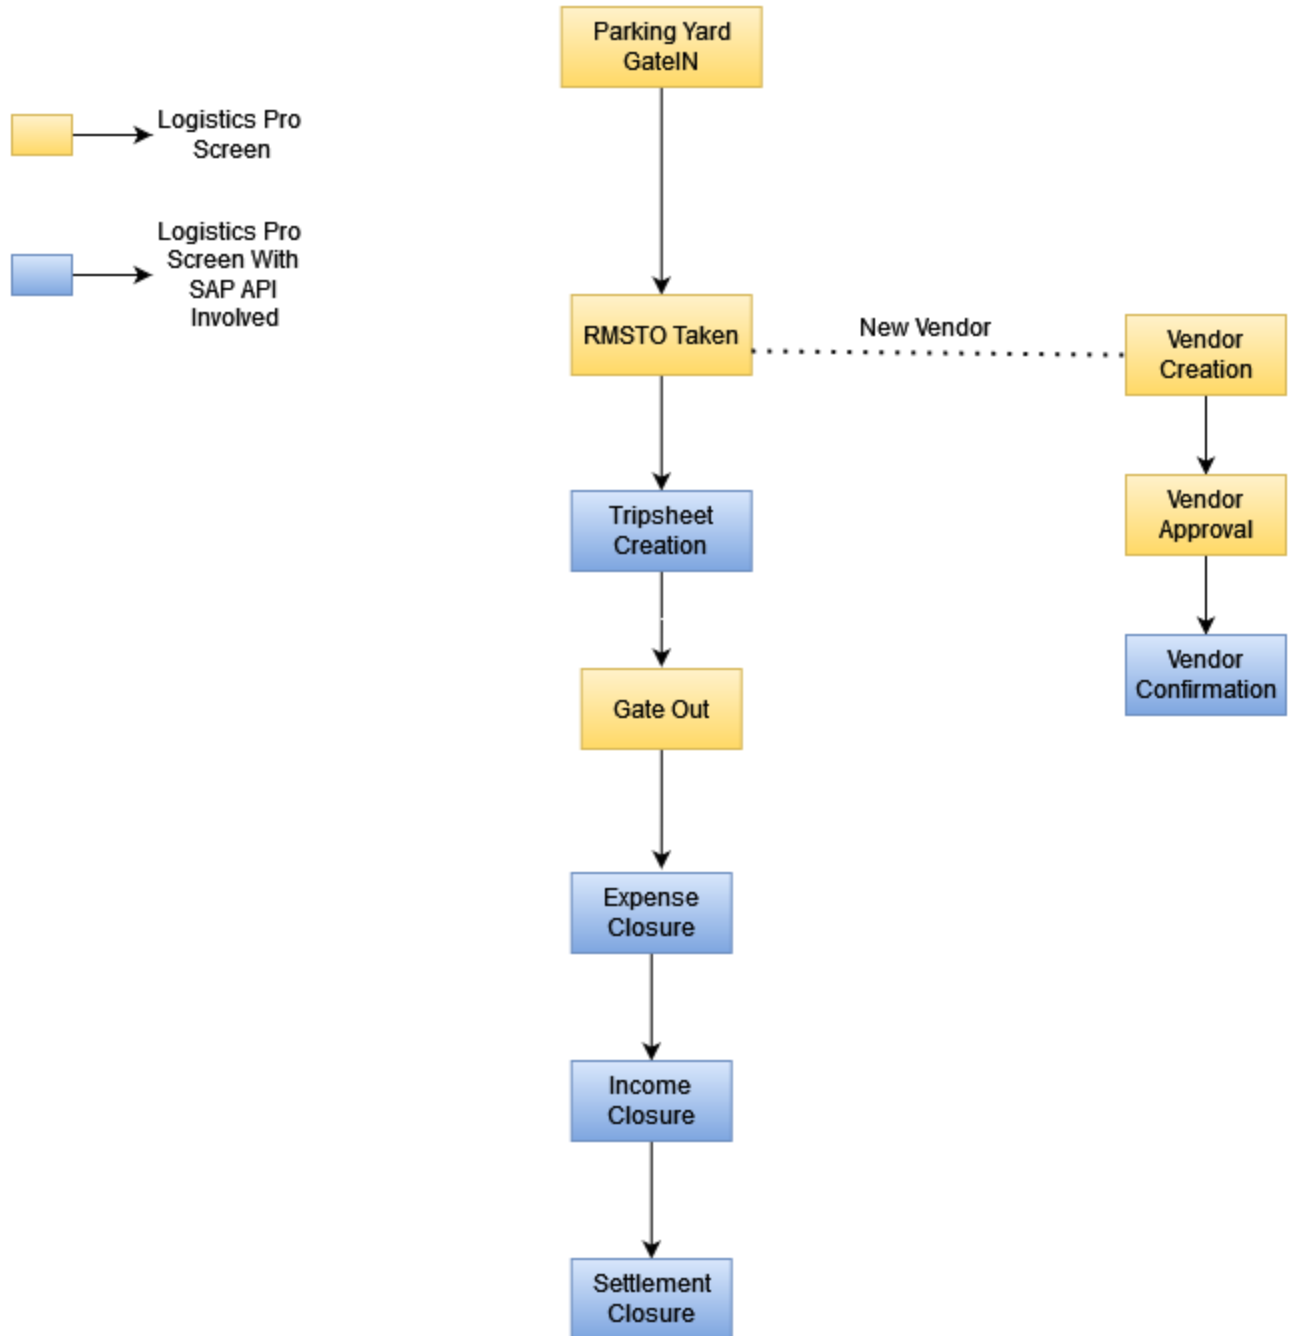 Parking Yard
GateIN
Logistics Pro
Screen
Logistics Pro
Screen With
SAP API
Involved
RMSTO Taken
New Vendor
Vendor
Creation
Tripsheet
Creation
Vendor
Approval
Gate Out
Vendor
Confirmation
Expense
Closure
Income
Closure
Settlement
Closure